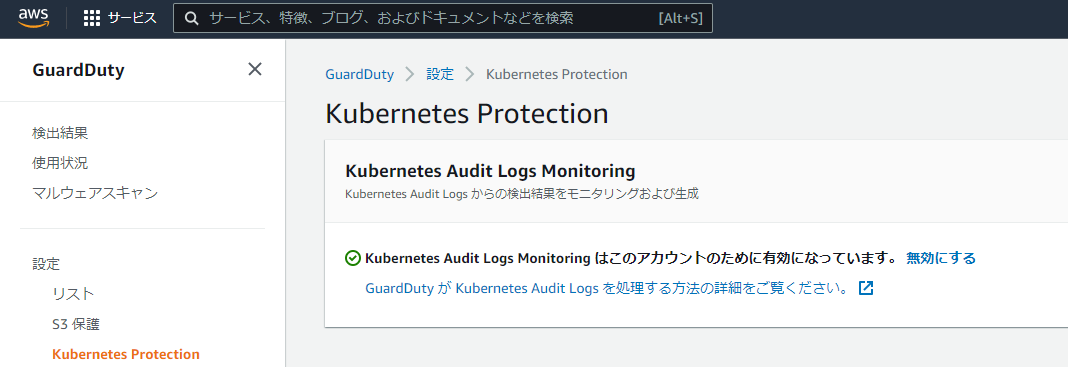 aws
サービス
サービス、特徴、ブログ、およびドキュメントなどを検索 [Alt+S]
GuardDuty
検出結果
使用状況
マルウェアスキャン
設定
リスト
S3 保護
Kubernetes Protection
GuardDuty 設定 Kubernetes Protection
Kubernetes Protection
Kubernetes Audit Logs Monitoring
Kubernetes Audit Logs からの検出結果をモニタリングおよび生成
Kubernetes Audit Logs Monitoring はこのアカウントのために有効になっています。 無効にする
GuardDuty が Kubernetes Audit Logs を処理する方法の詳細をご覧ください。